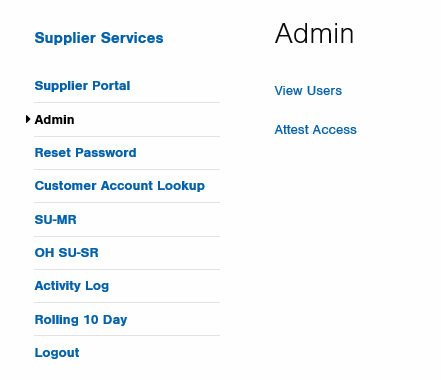 Supplier Services
Supplier Portal
Admin
Reset Password
Customer Account Lookup
SU-MR
OH SU-SR
Activity Log
Rolling 10 Day
Logout
Admin
View Users
Attest Access